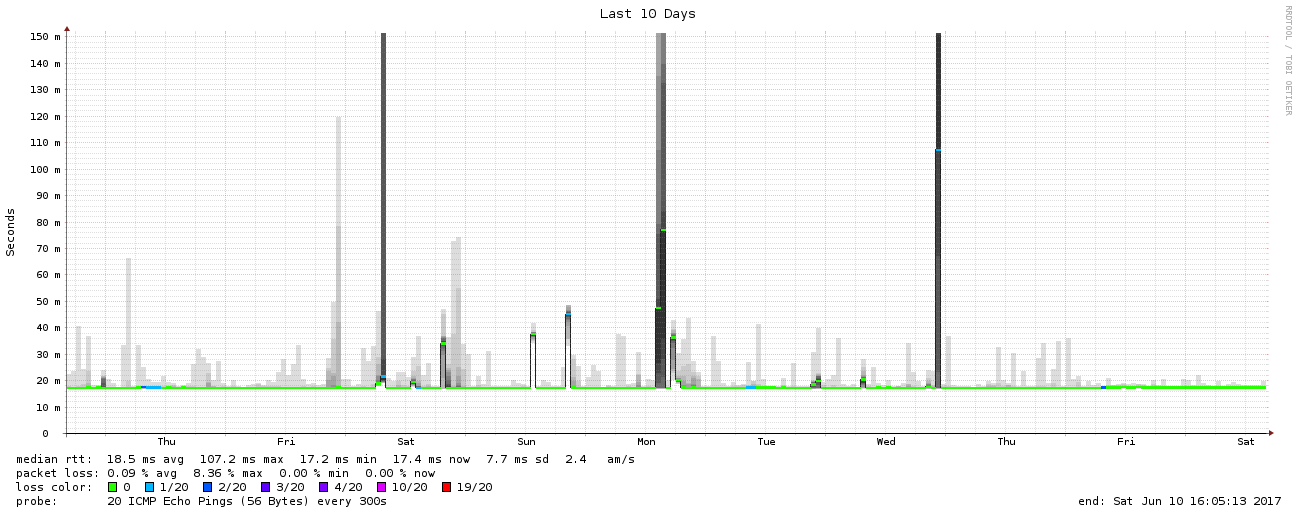 Last 10 Days
RRDTOOL / TOBI OETIKER
Seconds
150 m
140 m
130 m
120 m
110 m
100 m
90 m
80 m
70 m
60 m
50 m
40 m
30 m
20 m
10 m
0
Thu Fri Sat Sun Mon Tue Wed Thu Fri Sat
median rtt: 18.5 ms avg 107.2 ms max 17.2 ms min 17.4 ms now 7.7 ms sd 2.4 am/s
packet loss: 0.09 % avg 8.36 % max 0.00 % min 0.00 % now
loss color: 0 1/20 2/20 3/20 4/20 10/20 19/20
probe: 20 ICMP Echo Pings (56 Bytes) every 300s end: Sat Jun 10 16:05:13 2017